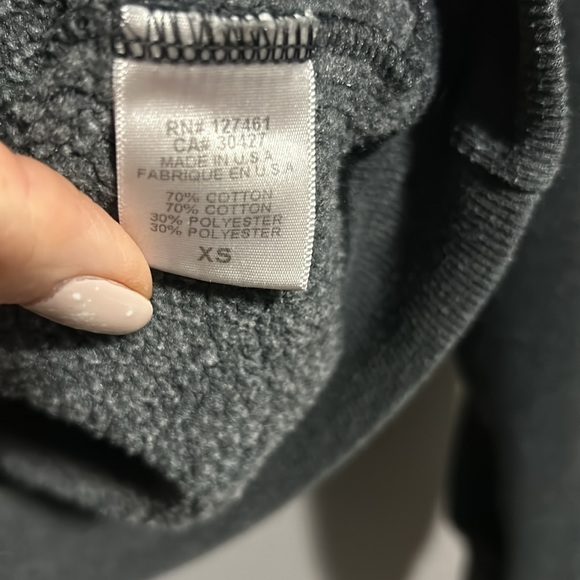 RN# 127461
CA# 30427
MADE IN U.S.A
FABRIQUE EN U.S.A
70% COTTON
70% COTTON
30% POLYESTER
30% POLYESTER
XS